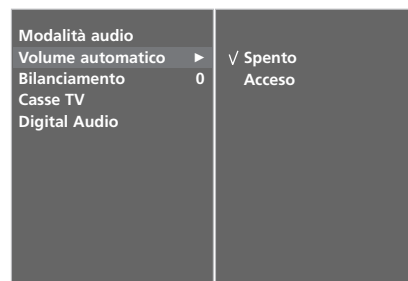 Modalità audio
Volume automatico ►
Bilanciamento 0
Casse TV
Digital Audio
√ Spento
Acceso